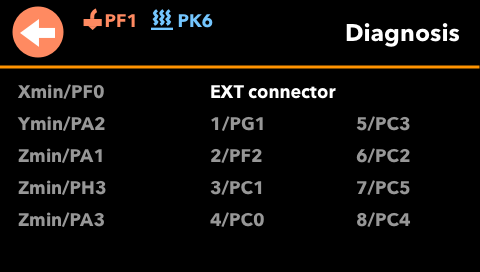 PF1 PK6
Diagnosis
Xmin/PF0 EXT connector
Ymin/PA2 1/PG1 5/PC3
Zmin/PA1 2/PF2 6/PC2
Zmin/PH3 3/PC1 7/PC5
Zmin/PA3 4/PC0 8/PC4